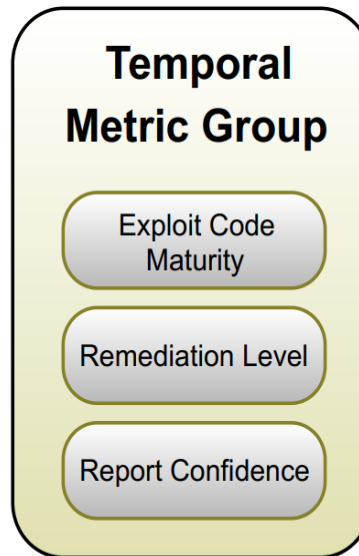 Temporal
Metric Group
Exploit Code
Maturity
Remediation Level
Report Confidence